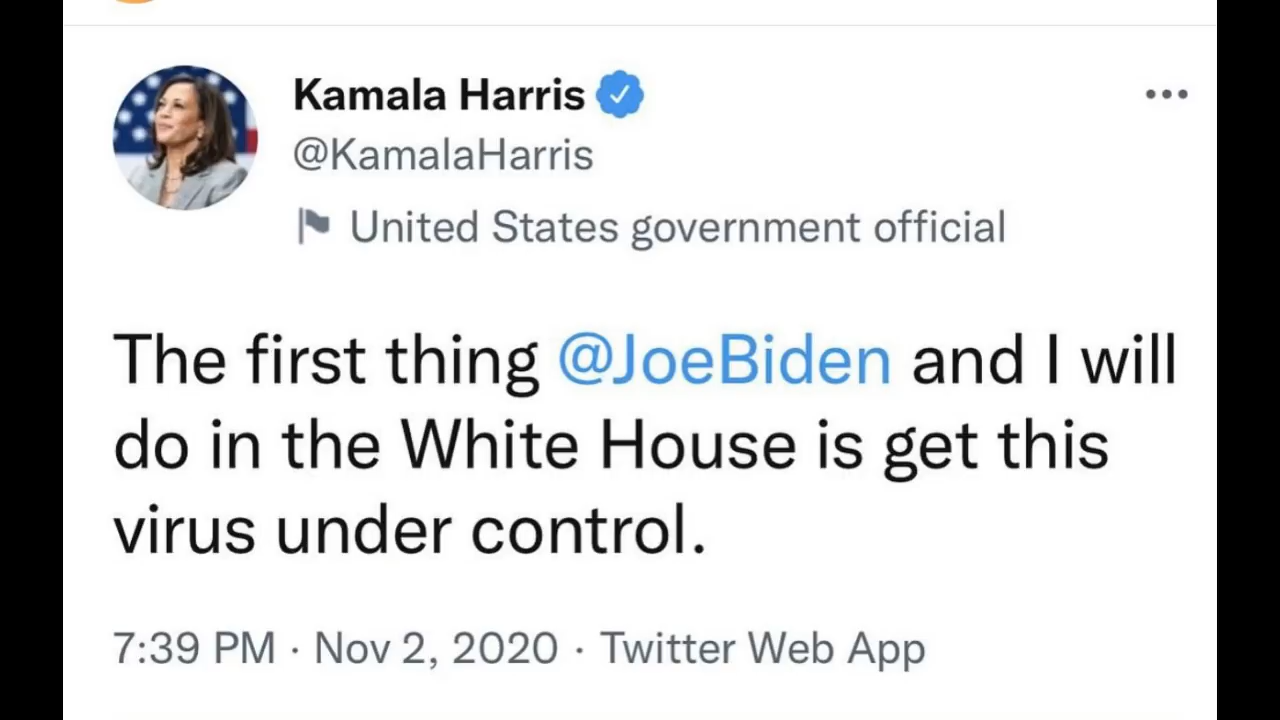 Kamala Harris
@KamalaHarris
United States government official
The first thing @JoeBiden and I will
do in the White House is get this
virus under control.
7:39 PM · Nov 2, 2020 · Twitter Web App